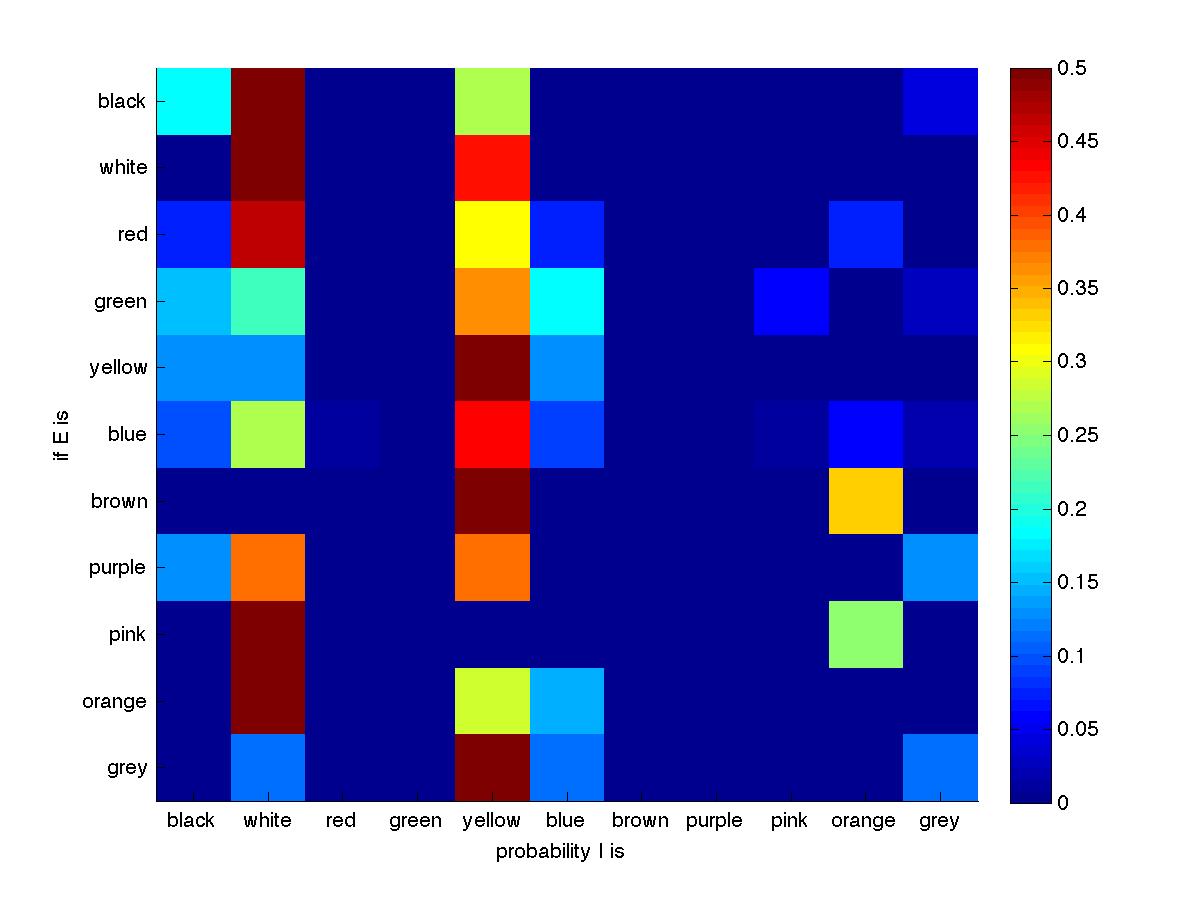 black
white
red
green
yellow
blue
brown
purple
pink
orange
grey
if E is
black white red green yellow blue brown purple pink orange grey
probability I is
0.5
0.45
0.4
0.35
0.3
0.25
0.2
0.15
0.1
0.05
0